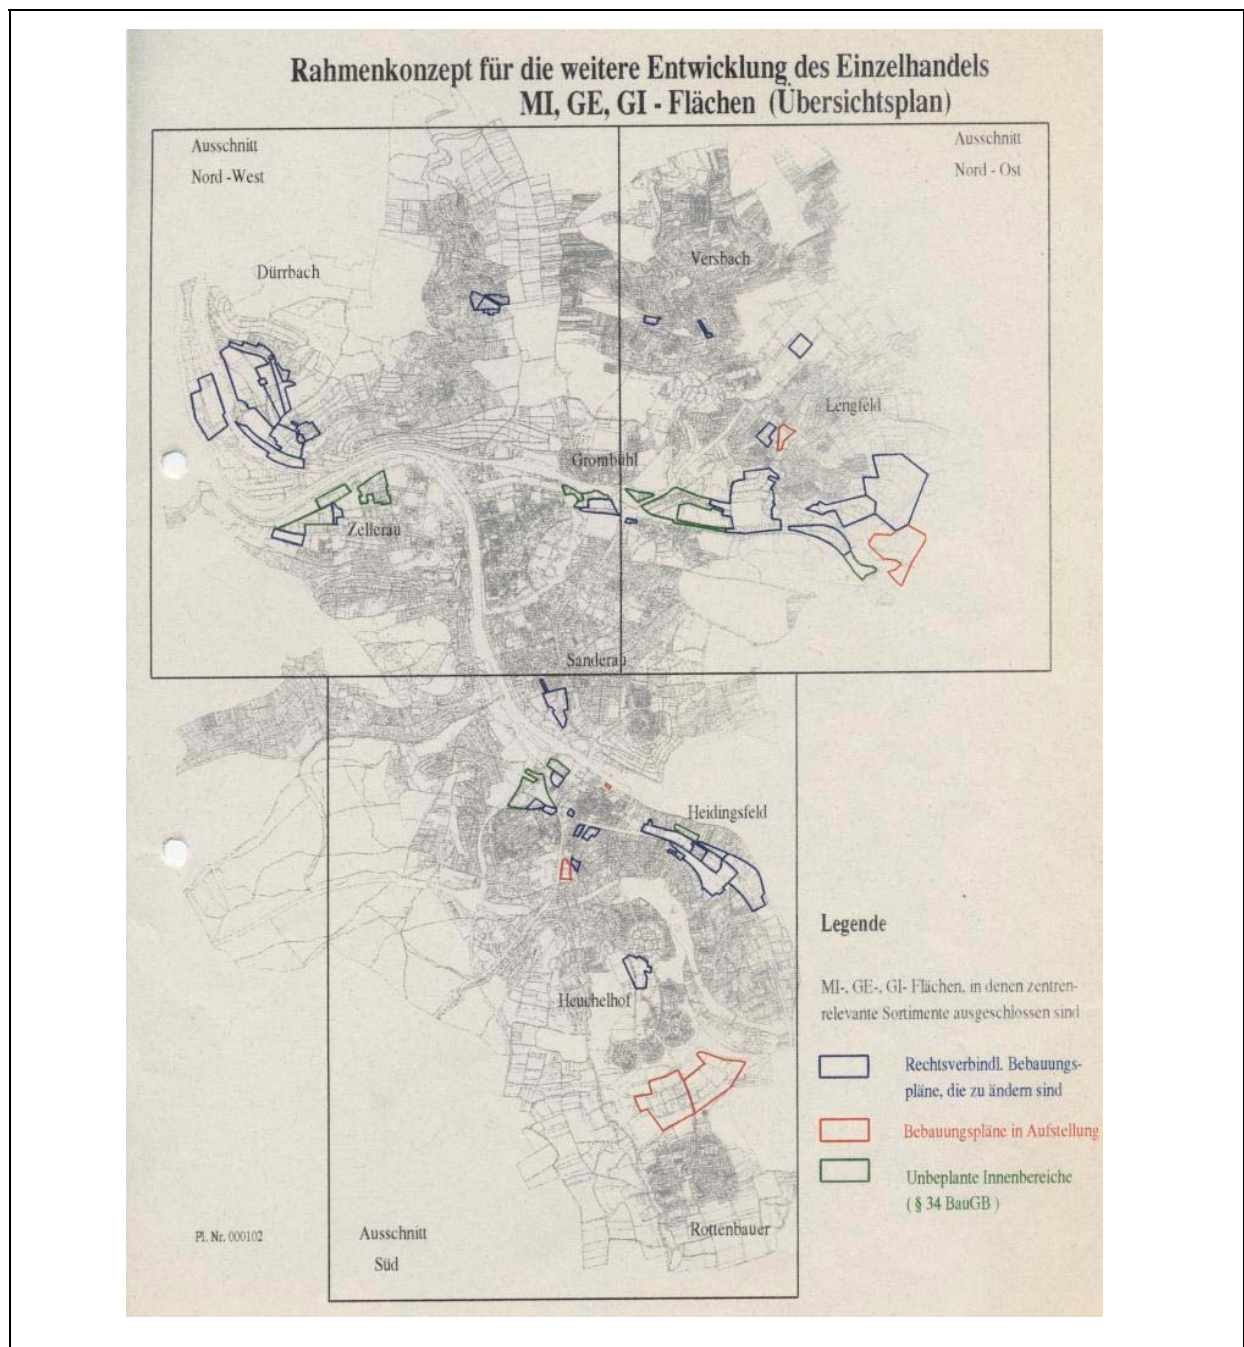 Rahmenkonzept für die weitere Entwicklung des Einzelhandels
MI, GE, GI - Flächen (Übersichtsplan)
Ausschnitt
Nord -West
Ausschnitt
Nord - Ost
Versbach
Dürrbach
Lengfeld
Grombühl
Zellerau
Sanderau
Heidingsfeld
Heuchelhof
Rottenbauer
Legende
MI-, GE-, GI- Flächen, in denen zentren-
relevante Sortimente ausgeschlossen sind
Rechtsverbindl. Bebauungs-
pläne, die zu ändern sind
Bebauungspläne in Aufstellung
Unbeplante Innenbereiche
( § 34 BauGB )
Pl. Nr. 000102
Ausschnitt
Süd